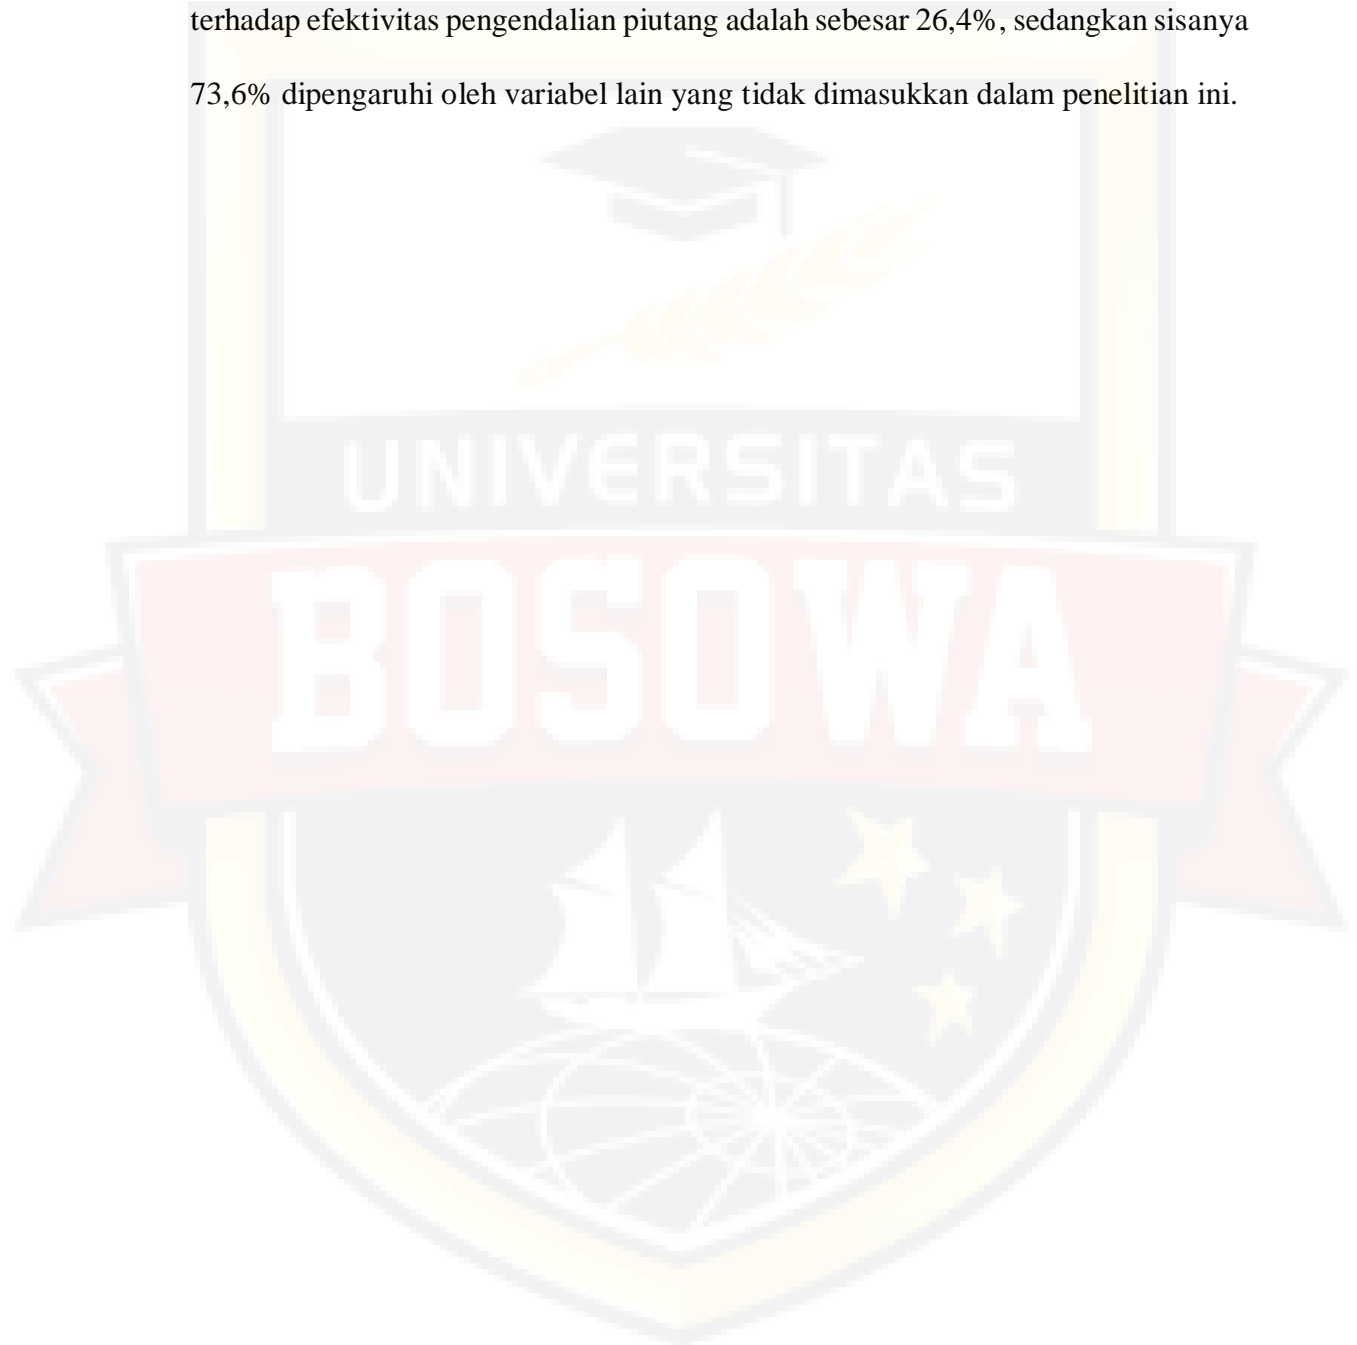 terhadap efektivitas pengendalian piutang adalah sebesar 26,4%, sedangkan sisanya
73,6% dipengaruhi oleh variabel lain yang tidak dimasukkan dalam penelitian ini.
UNIVERSITAS
BOSOWA